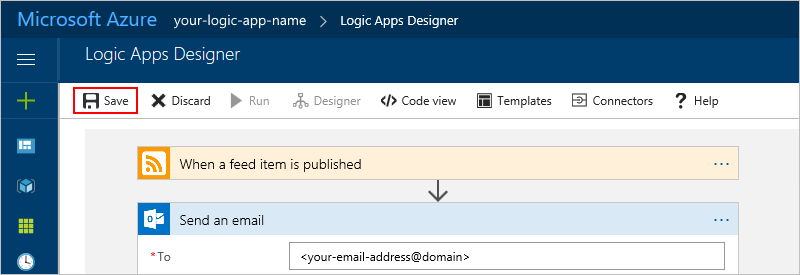 Microsoft Azure your-logic-app-name > Logic Apps Designer
Logic Apps Designer
Save Discard Run Designer Code view Templates Connectors ? Help
When a feed item is published ...
Send an email ...
*To <your-email-address@domain>